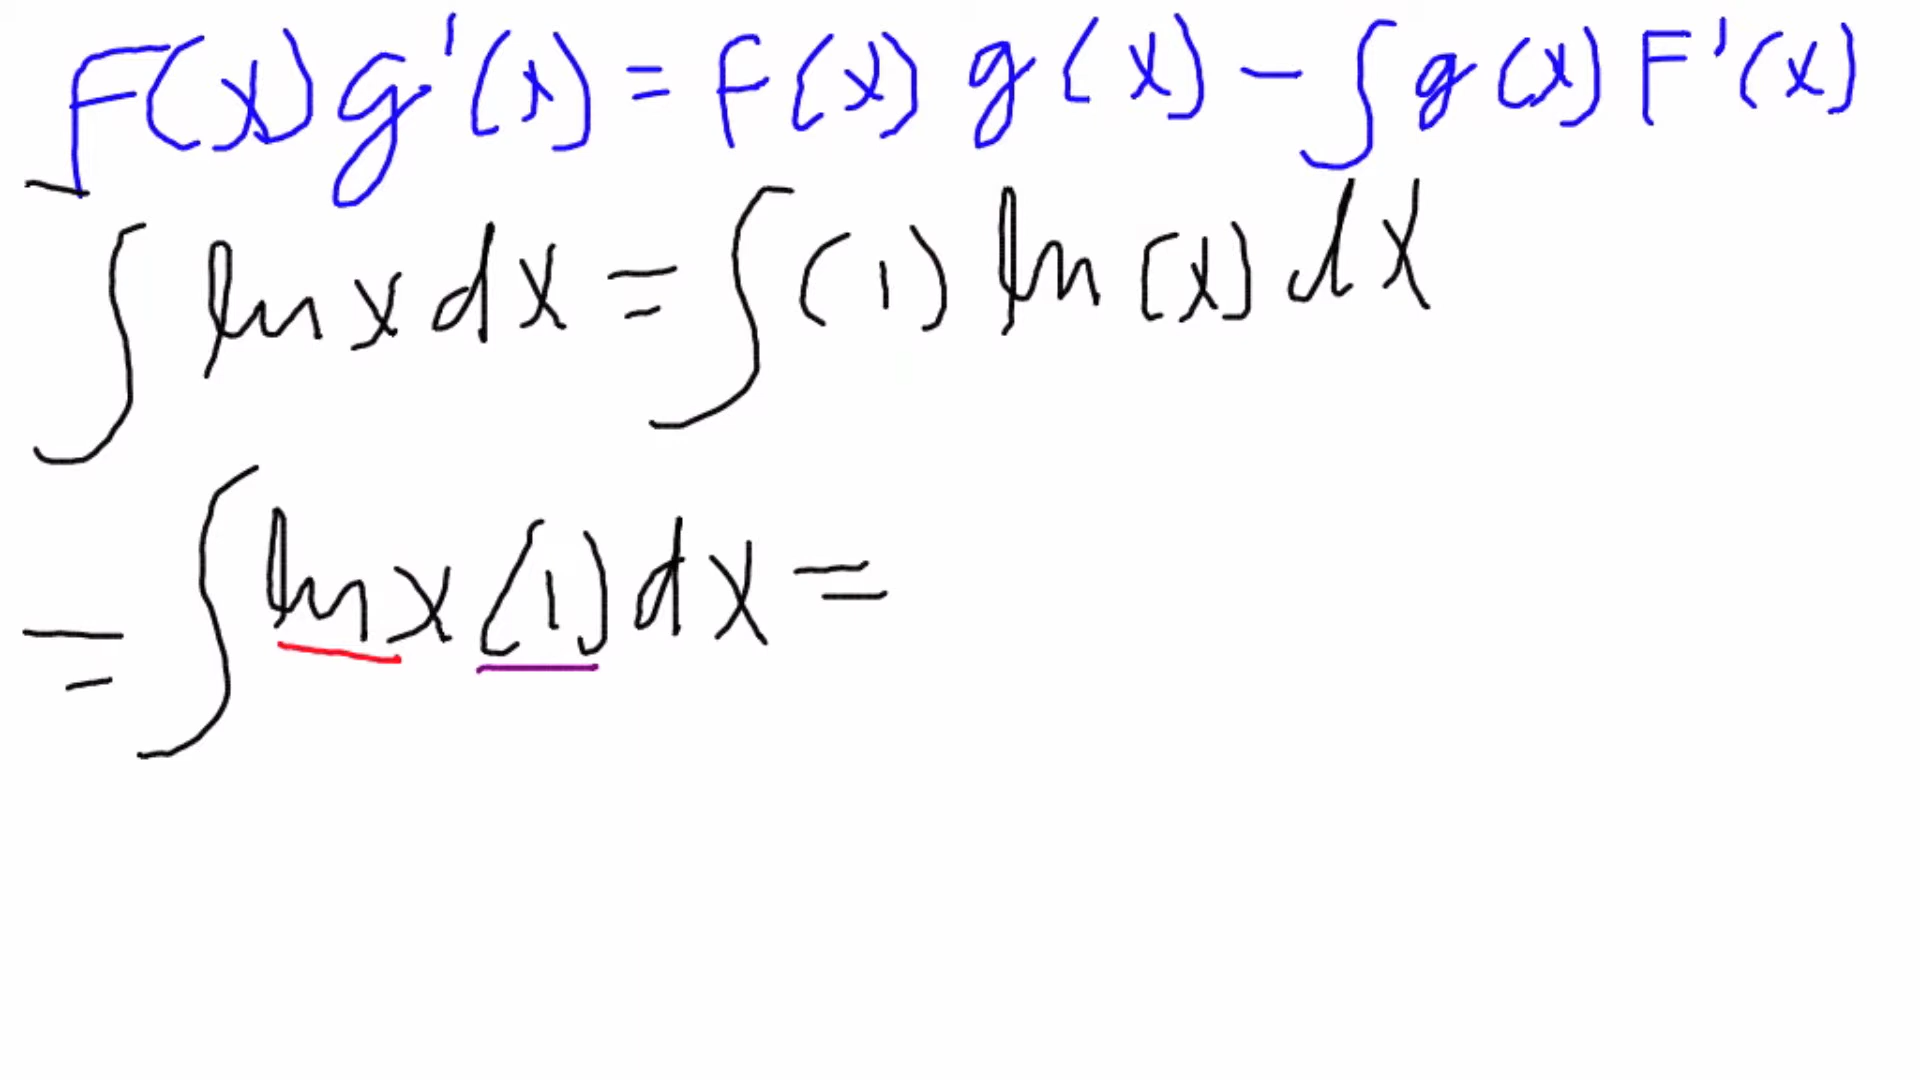 F(x)g'(x) = F(x) g(x) - ∫g(x)F'(x)
∫ ln x dx = ∫(1) ln (x) dx
= ∫ ln x (1) dx =